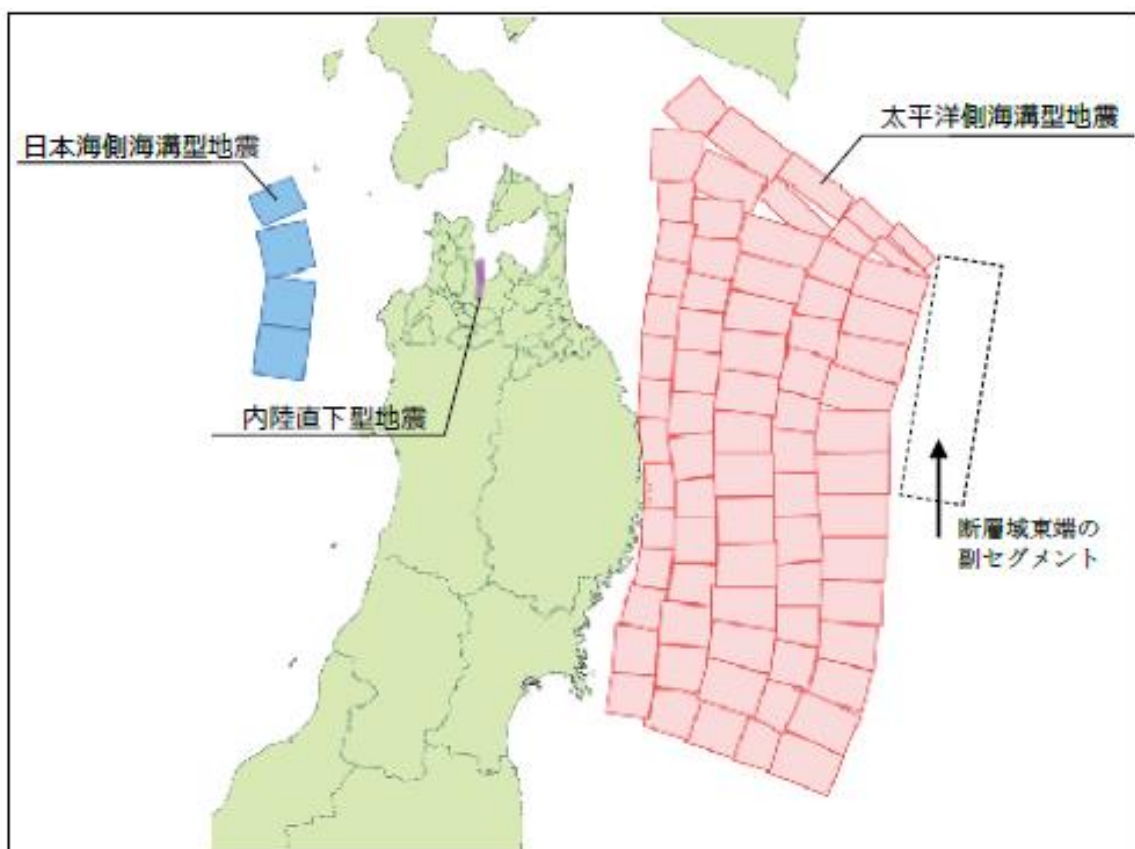 太平洋側海溝型地震
日本海側海溝型地震
内陸直下型地震
断層域東端の
副セグメント